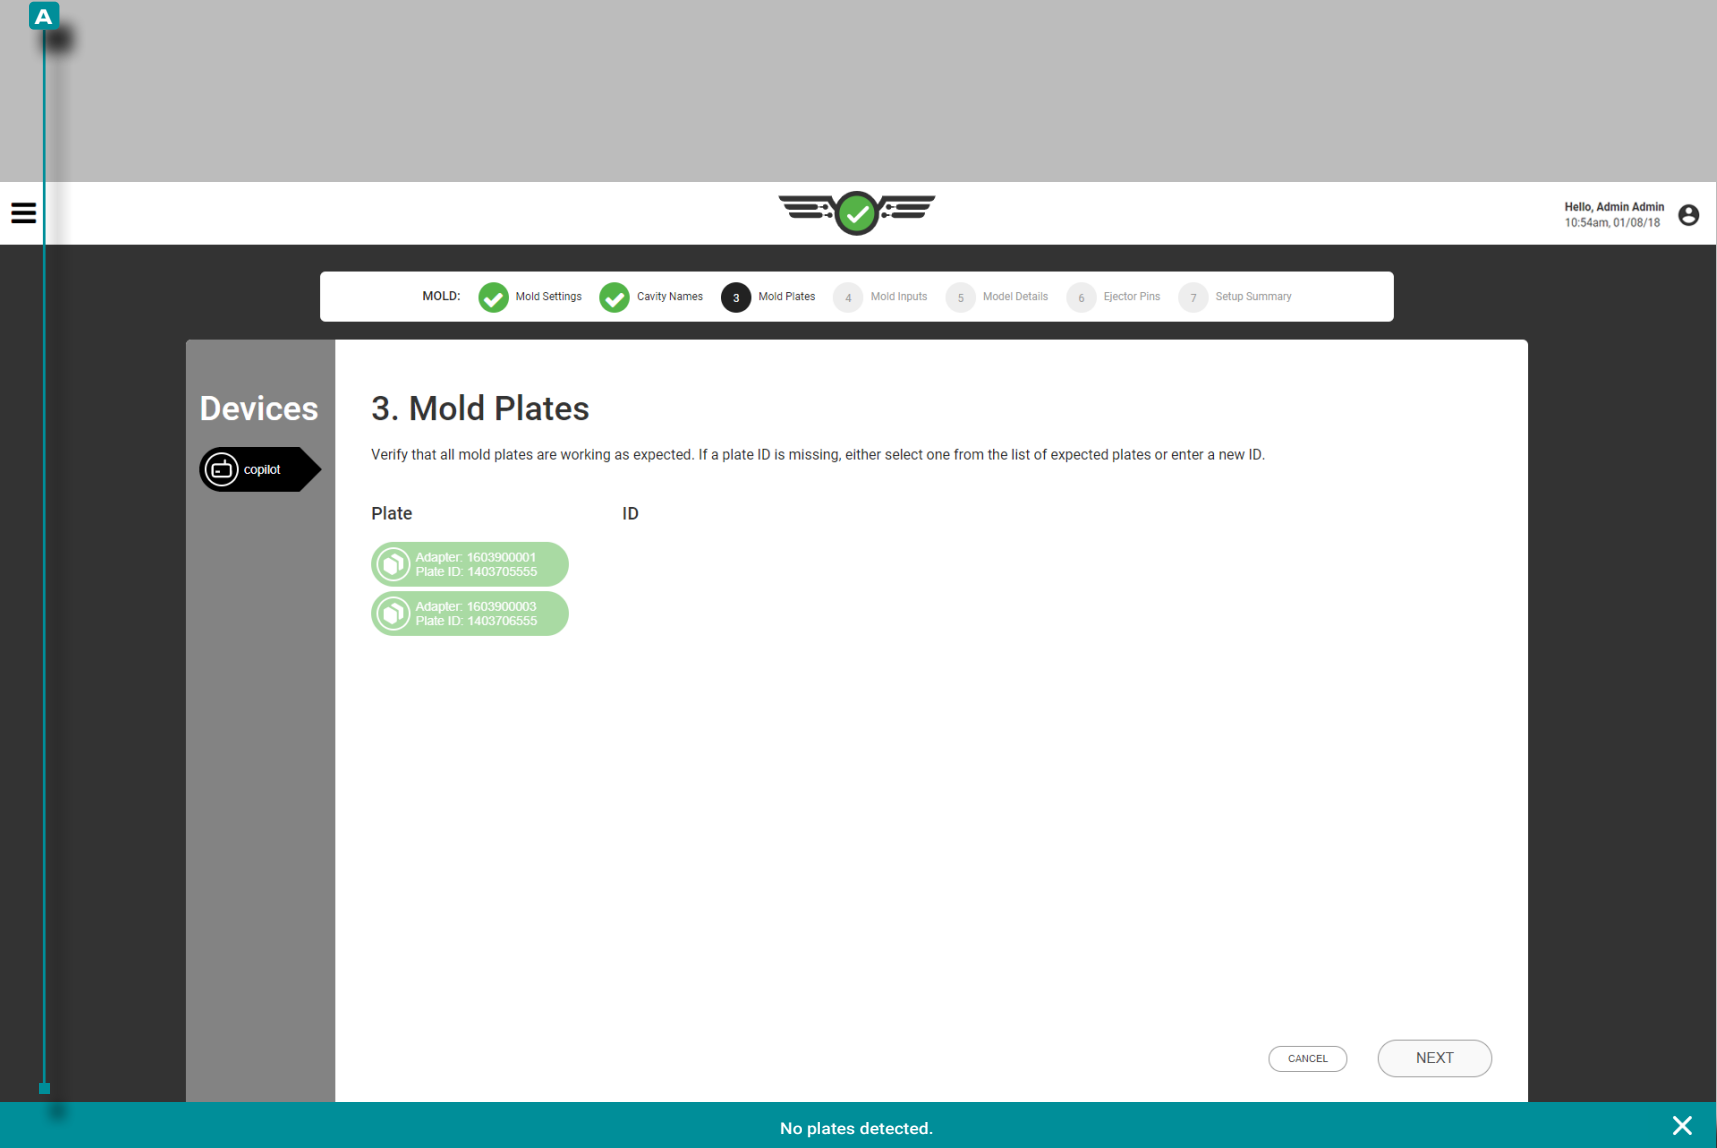 A
Hello, Admin Admin
10:54am, 01/08/18
MOLD: Mold Settings Cavity Names 3 Mold Plates 4 Mold Inputs 5 Model Details 6 Ejector Pins 7 Setup Summary
Devices
copilot
3. Mold Plates
Verify that all mold plates are working as expected. If a plate ID is missing, either select one from the list of expected plates or enter a new ID.
Plate ID
Adapter: 1603900001
Plate ID: 1403705555
Adapter: 1603900003
Plate ID: 1403706555
CANCEL NEXT
No plates detected.